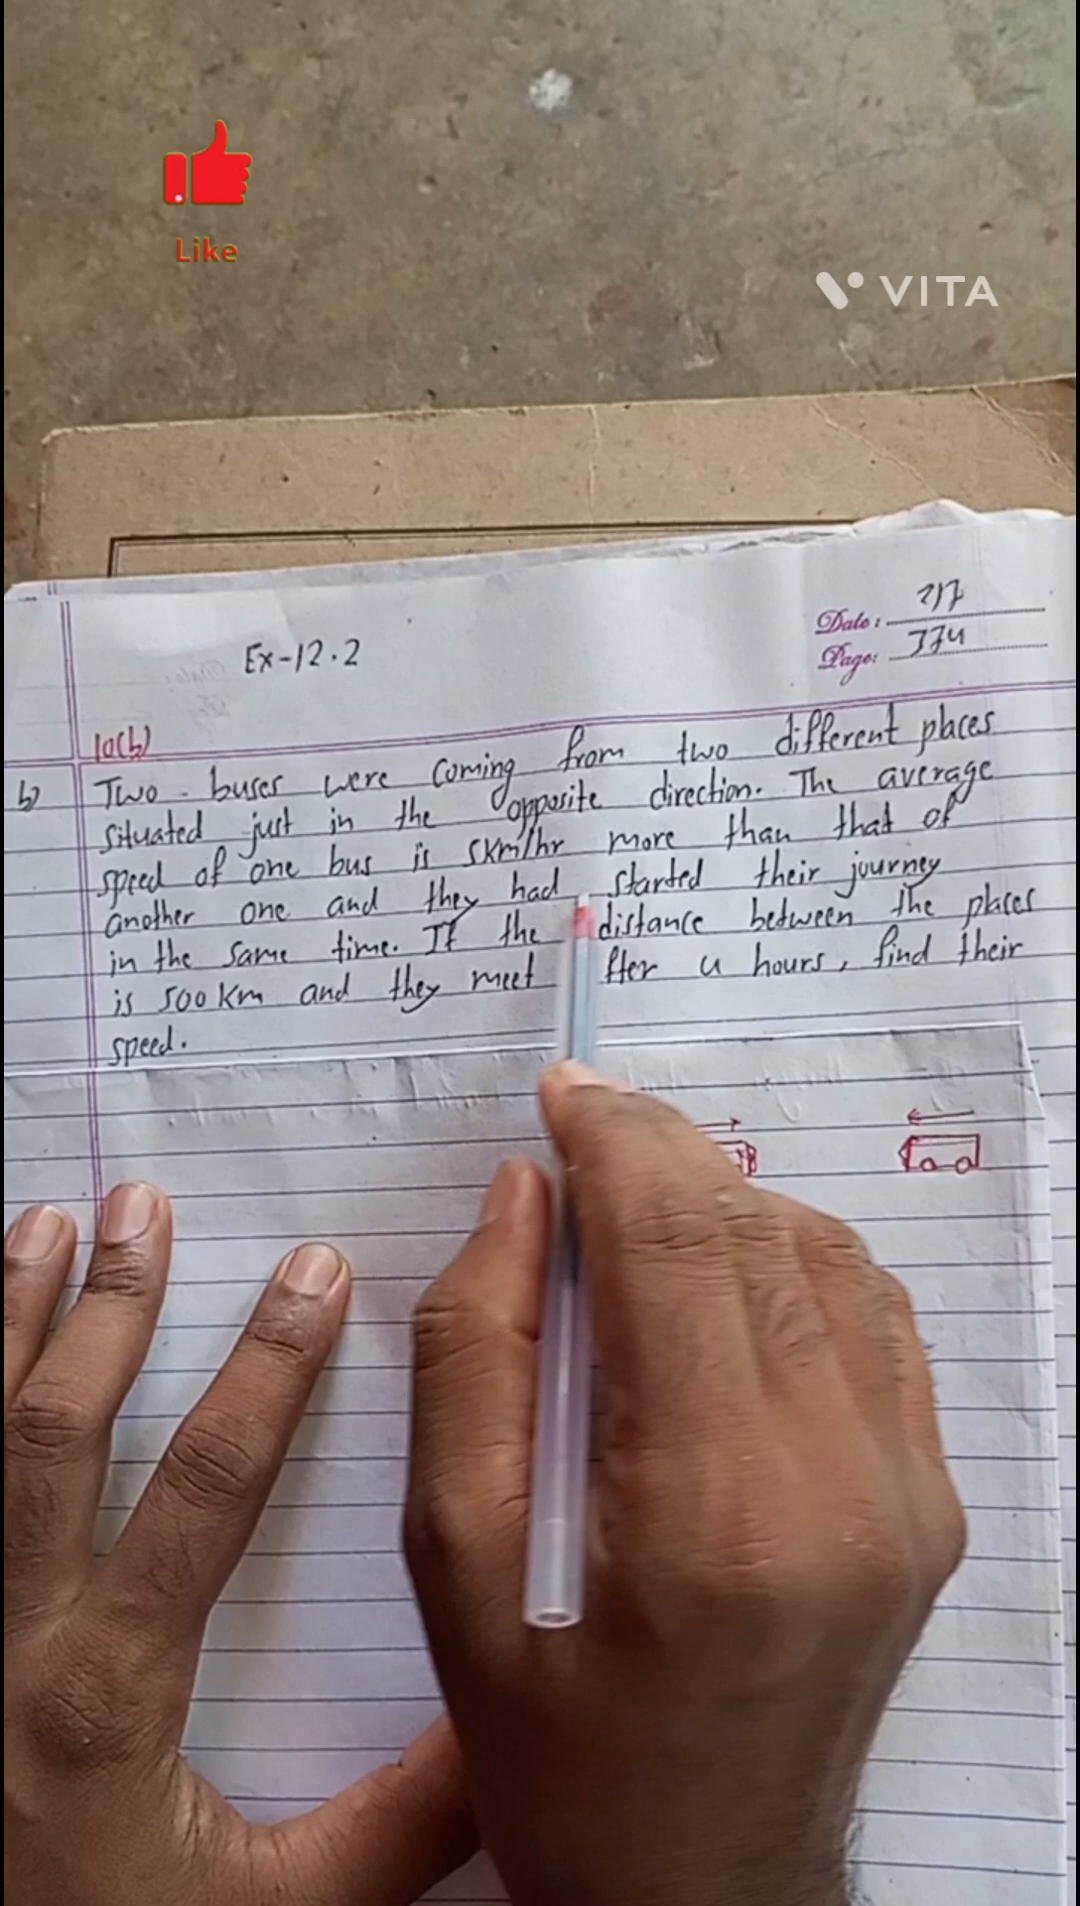 Like
VITA
Date: 217
Page: 374
Ex-12.2
10(b)
b) Two buses were coming from two different places
situated just in the opposite direction. The average
speed of one bus is 5km/hr more than that of
another one and they had started their journey
in the same time. If the distance between the places
is 500 km and they meet fter 4 hours, find their
speed.